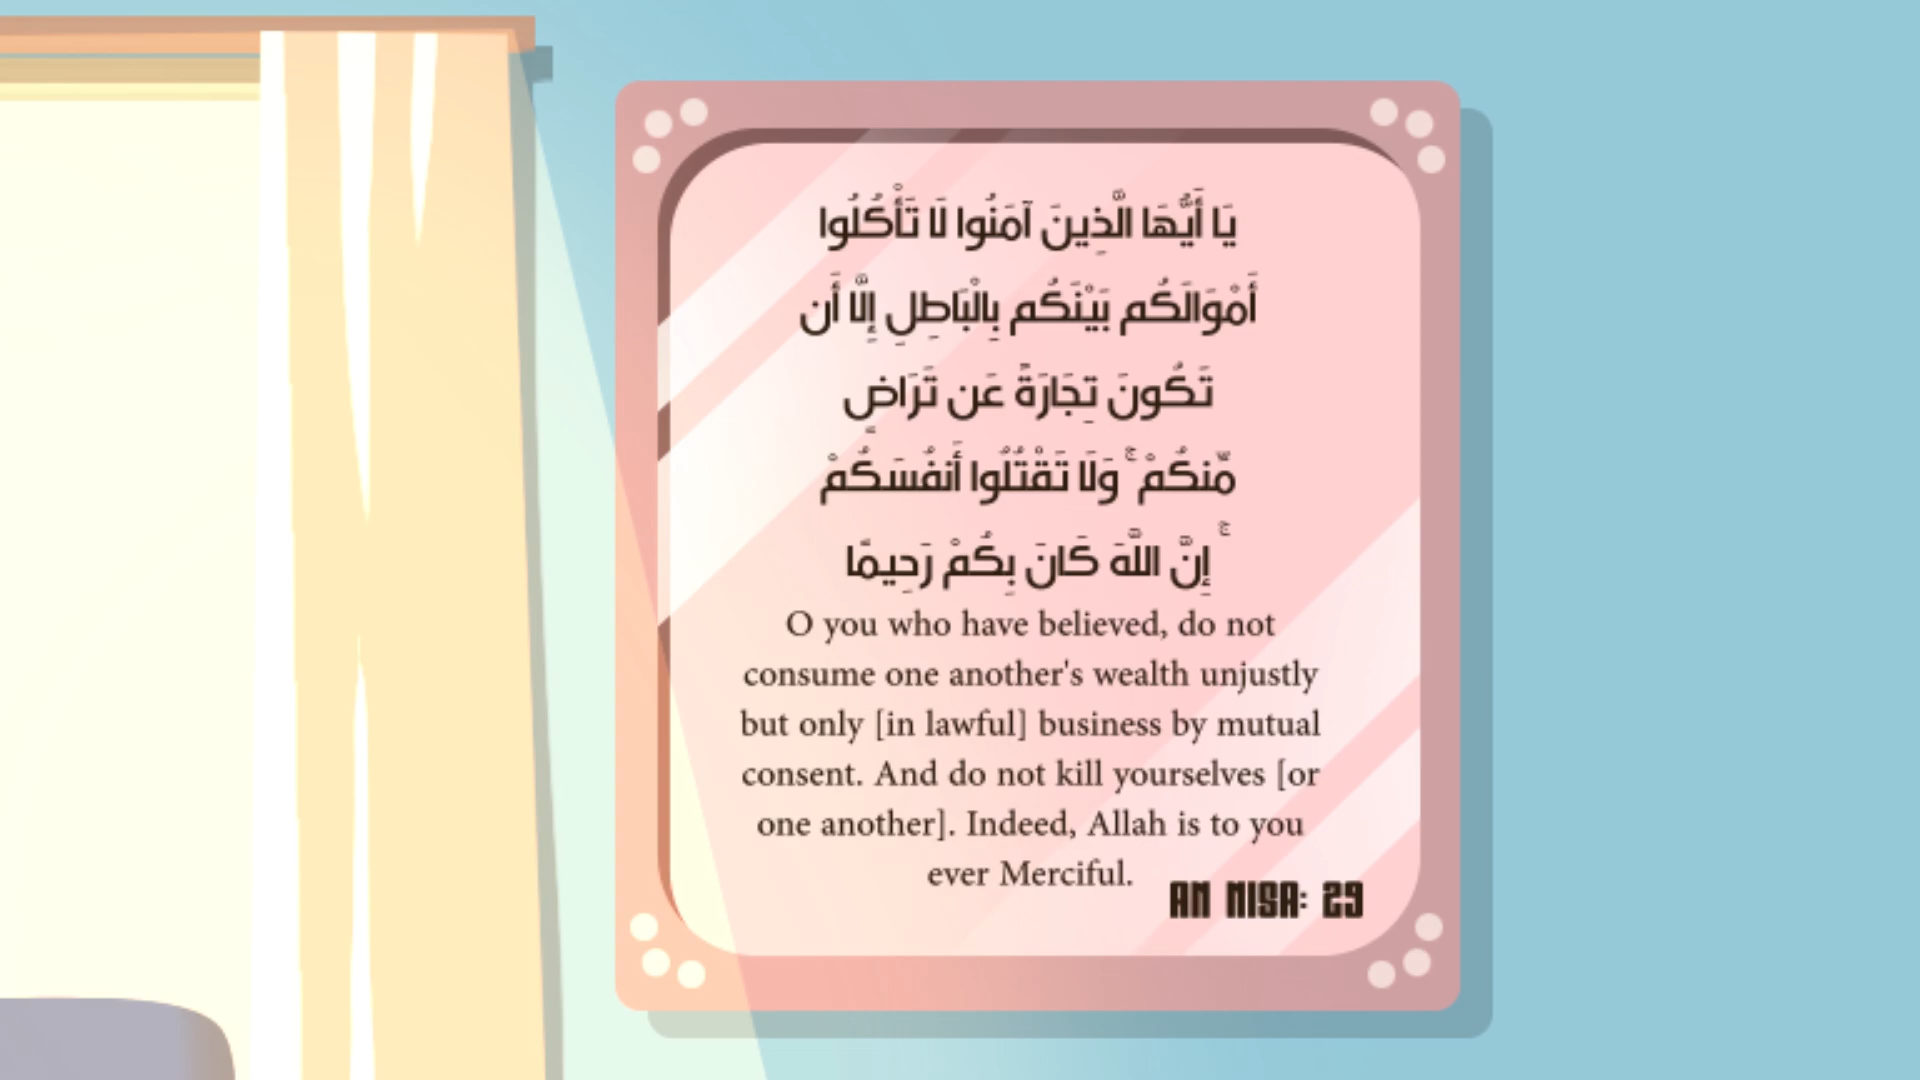 يَا أَيُّهَا الَّذِينَ آمَنُوا لَا تَأْكُلُوا
أَمْوَالَكُم بَيْنَكُم بِالْبَاطِلِ إِلَّا أَن
تَكُونَ تِجَارَةً عَن تَرَاضٍ
مِّنكُمْ ۚ وَلَا تَقْتُلُوا أَنفُسَكُمْ
ۚ إِنَّ اللَّهَ كَانَ بِكُمْ رَحِيمًا
O you who have believed, do not
consume one another's wealth unjustly
but only [in lawful] business by mutual
consent. And do not kill yourselves [or
one another]. Indeed, Allah is to you
ever Merciful.
AN NISA: 29